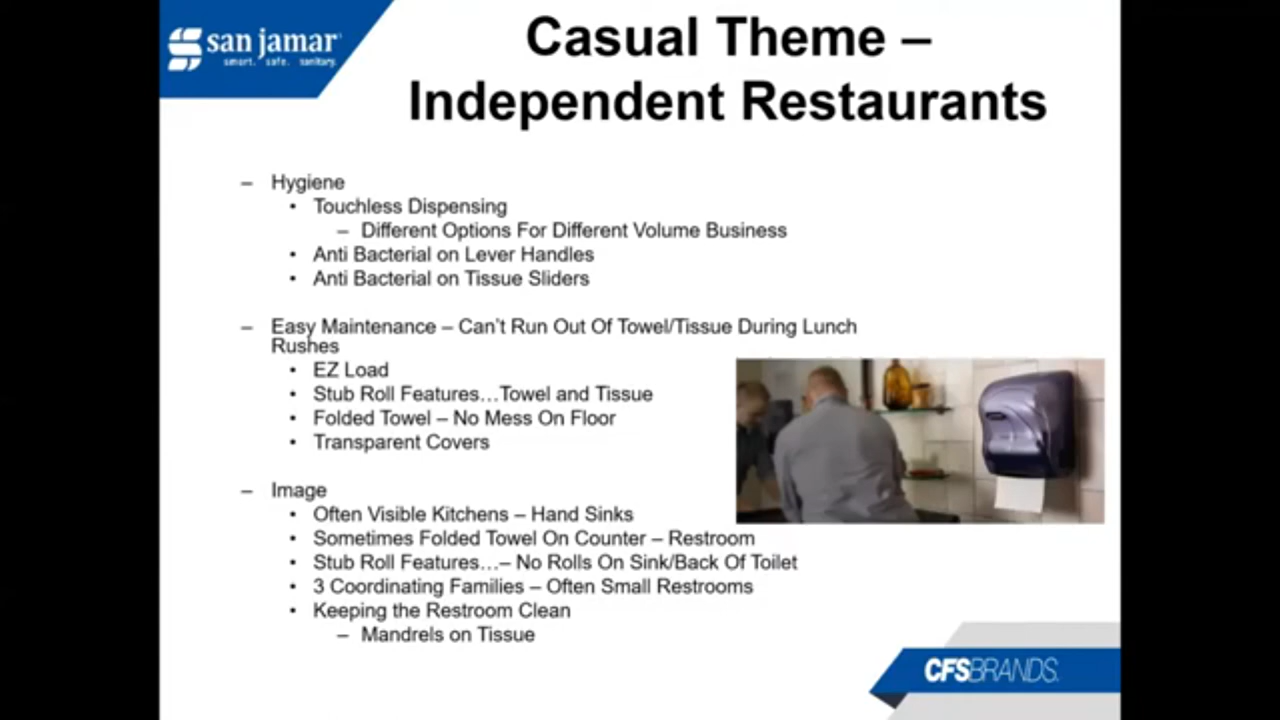 san jamar
smart. safe. sanitary.
Casual Theme –
Independent Restaurants
– Hygiene
• Touchless Dispensing
– Different Options For Different Volume Business
• Anti Bacterial on Lever Handles
• Anti Bacterial on Tissue Sliders
– Easy Maintenance – Can't Run Out Of Towel/Tissue During Lunch
Rushes
• EZ Load
• Stub Roll Features…Towel and Tissue
• Folded Towel – No Mess On Floor
• Transparent Covers
– Image
• Often Visible Kitchens – Hand Sinks
• Sometimes Folded Towel On Counter – Restroom
• Stub Roll Features…– No Rolls On Sink/Back Of Toilet
• 3 Coordinating Families – Often Small Restrooms
• Keeping the Restroom Clean
– Mandrels on Tissue
CFSBRANDS.